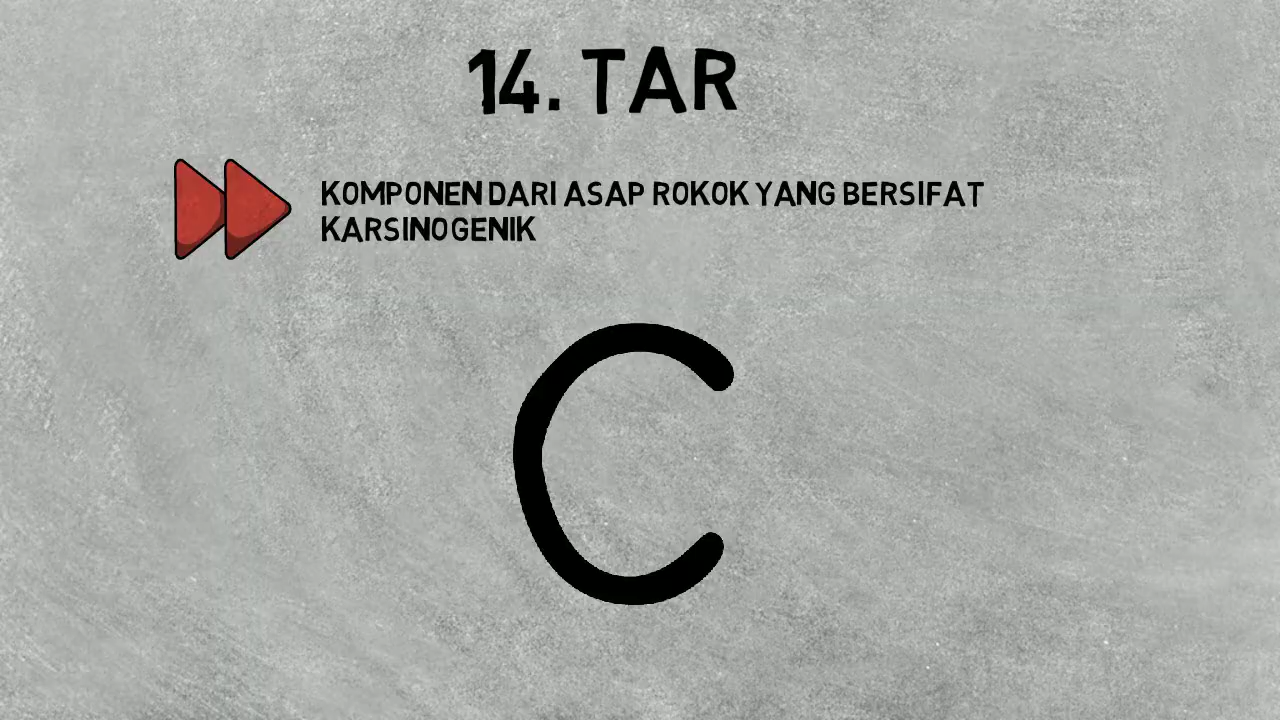 14. TAR
KOMPONEN DARI ASAP ROKOK YANG BERSIFAT
KARSINOGENIK
C